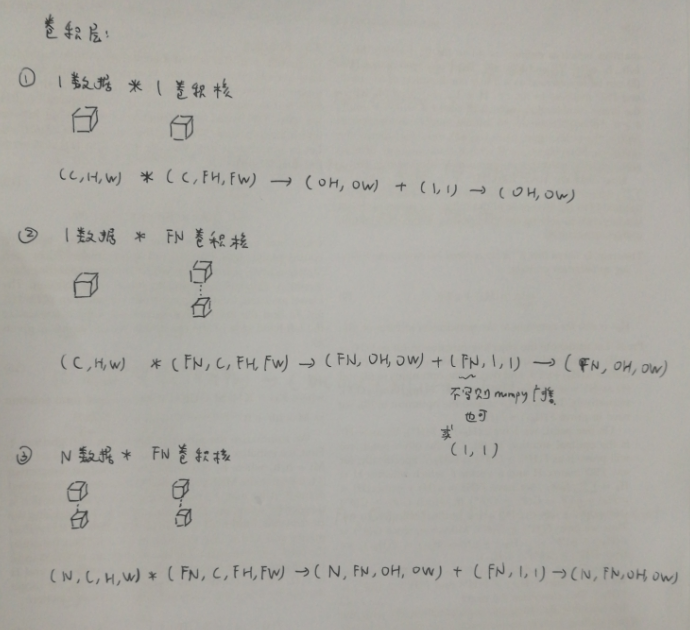 卷积层:
① 1数据 * 1卷积核
(C,H,W) * (C,FH,FW) → (OH,OW) + (1,1) → (OH,OW)
② 1数据 * FN卷积核
(C,H,W) * (FN,C,FH,FW) → (FN,OH,OW) + (FN,1,1) → (FN,OH,OW)
不写则numpy广播
也可
或
(1,1)
③ N数据 * FN卷积核
(N,C,H,W) * (FN,C,FH,FW) → (N,FN,OH,OW) + (FN,1,1) → (N,FN,OH,OW)